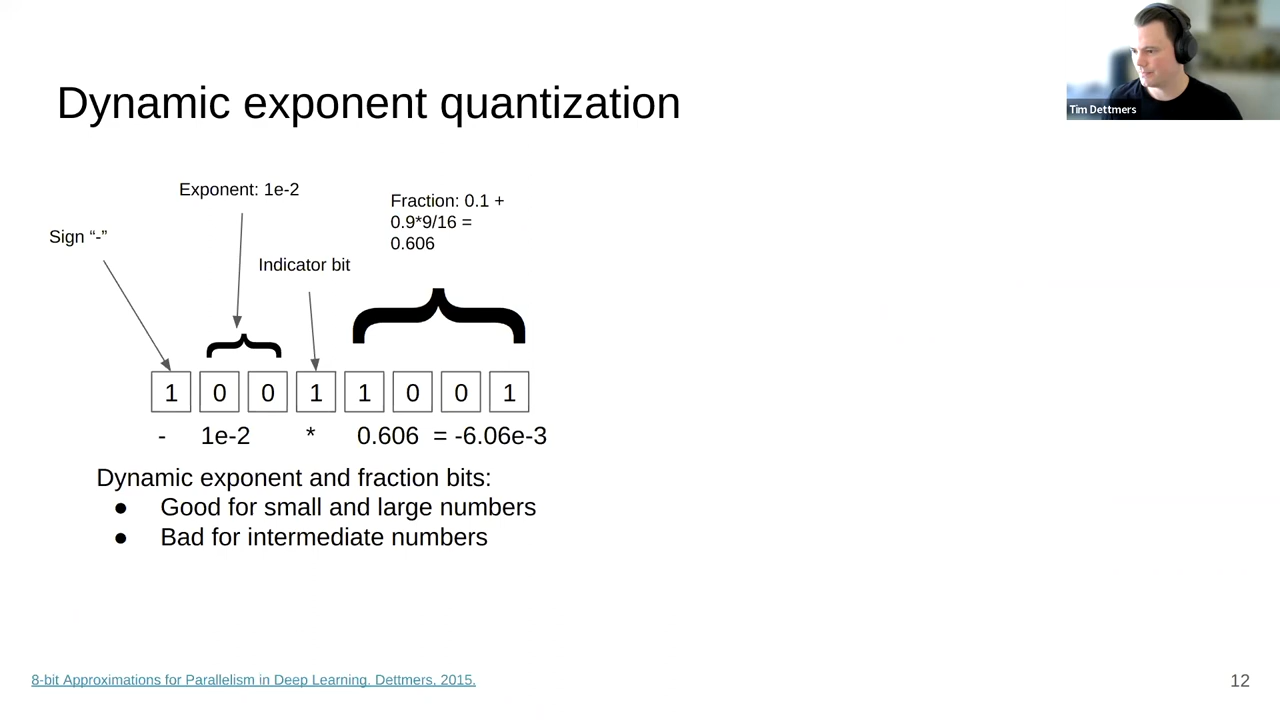 Tim Dettmers
Dynamic exponent quantization
Exponent: 1e-2
Fraction: 0.1 +
0.9*9/16 =
0.606
Sign “-”
Indicator bit
1 0 0 1 1 0 0 1
- 1e-2 * 0.606 = -6.06e-3
Dynamic exponent and fraction bits:
● Good for small and large numbers
● Bad for intermediate numbers
8-bit Approximations for Parallelism in Deep Learning. Dettmers, 2015.
12